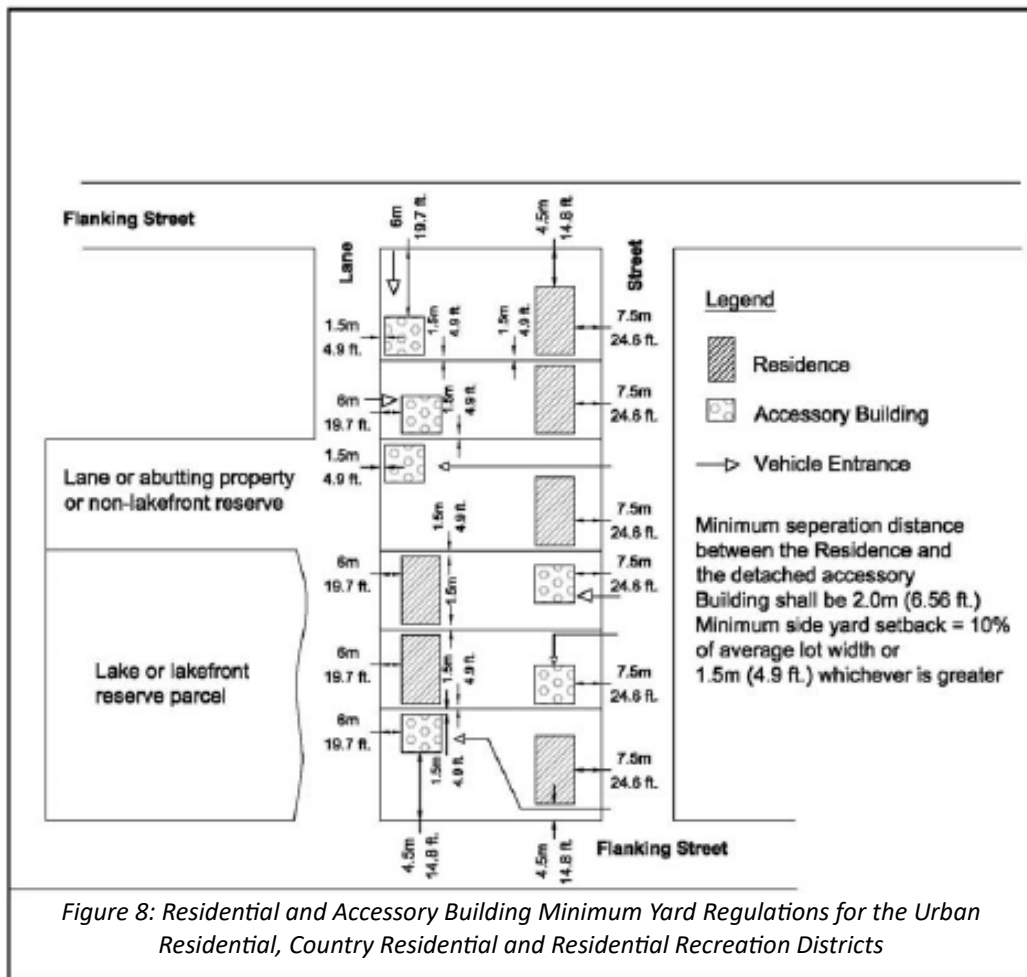 Flanking Street
Lane
6m
19.7 ft.
4.5m
14.8 ft.
Street
1.5m
4.9 ft.
1.5m
4.9 ft.
1.5m
4.9 ft.
7.5m
24.6 ft.
6m
19.7 ft.
1.5m
4.9 ft.
7.5m
24.6 ft.
1.5m
4.9 ft.
1.5m
4.9 ft.
7.5m
24.6 ft.
6m
19.7 ft.
1.5m
7.5m
24.6 ft.
6m
19.7 ft.
1.5m
4.9 ft.
7.5m
24.6 ft.
6m
19.7 ft.
1.5m
4.9 ft.
7.5m
24.6 ft.
4.5m
14.8 ft.
4.5m
14.8 ft.
Flanking Street
Lane or abutting property
or non-lakefront reserve
Lake or lakefront
reserve parcel
Legend
Residence
Accessory Building
Vehicle Entrance
Minimum seperation distance
between the Residence and
the detached accessory
Building shall be 2.0m (6.56 ft.)
Minimum side yard setback = 10%
of average lot width or
1.5m (4.9 ft.) whichever is greater
Figure 8: Residential and Accessory Building Minimum Yard Regulations for the Urban
Residential, Country Residential and Residential Recreation Districts